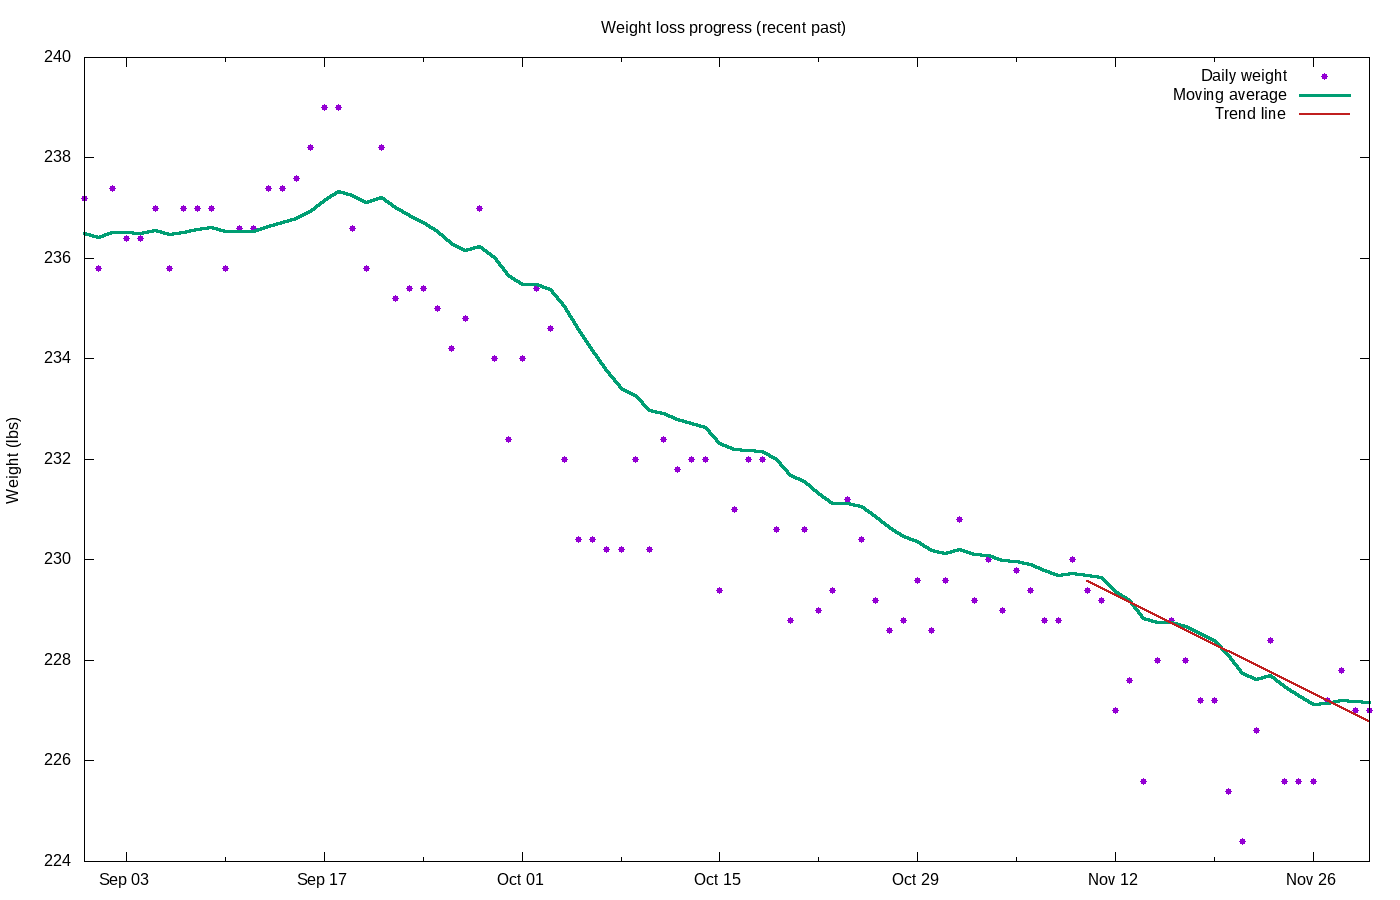 Weight loss progress (recent past)
240
238
236
234
232
230
228
226
224
Weight (lbs)
Daily weight
Moving average
Trend line
Sep 03 Sep 17 Oct 01 Oct 15 Oct 29 Nov 12 Nov 26